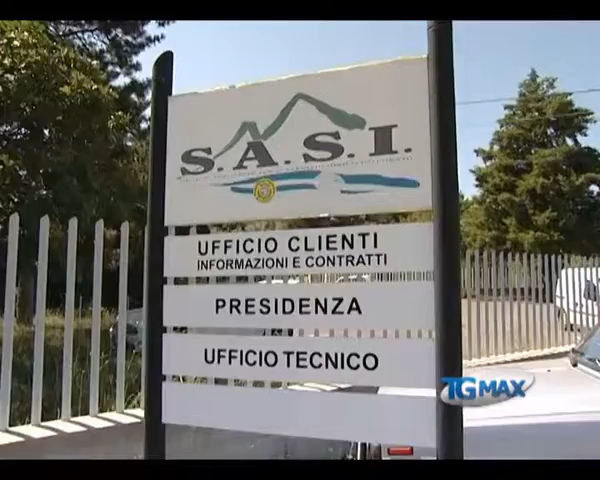 S.A.S.I.
UFFICIO CLIENTI
INFORMAZIONI E CONTRATTI
PRESIDENZA
UFFICIO TECNICO
TGMAX